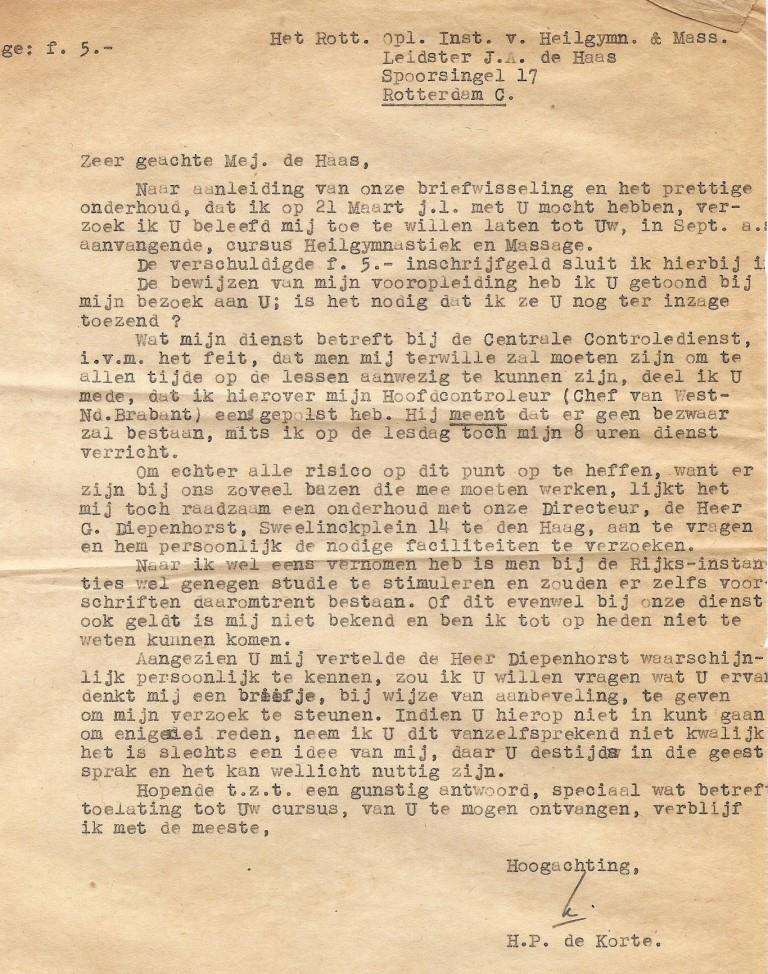 ge: f. 5.-
Het Rott. Opl. Inst. v. Heilgymn. & Mass.
Leidster J.A. de Haas
Spoorsingel 17
Rotterdam C.
Zeer geachte Mej. de Haas,
Naar aanleiding van onze briefwisseling en het prettige
onderhoud, dat ik op 21 Maart j.l. met U mocht hebben, ver-
zoek ik U beleefd mij toe te willen laten tot Uw, in Sept. a.s
aanvangende, cursus Heilgymnastiek en Massage.
De verschuldigde f. 5.- inschrijfgeld sluit ik hierbij i
De bewijzen van mijn vooropleiding heb ik U getoond bij
mijn bezoek aan U; is het nodig dat ik ze U nog ter inzage
toezend ?
Wat mijn dienst betreft bij de Centrale Controledienst,
i.v.m. het feit, dat men mij terwille zal moeten zijn om te
allen tijde op de lessen aanwezig te kunnen zijn, deel ik U
mede, dat ik hierover mijn Hoofdcontroleur (Chef van West-
Nd.Brabant) eens gepolst heb. Hij meent dat er geen bezwaar
zal bestaan, mits ik op de lesdag toch mijn 8 uren dienst
verricht.
Om echter alle risico op dit punt op te heffen, want er
zijn bij ons zoveel bazen die mee moeten werken, lijkt het
mij toch raadzaam een onderhoud met onze Directeur, de Heer
G. Diepenhorst, Sweelinckplein 14 te den Haag, aan te vragen
en hem persoonlijk de nodige faciliteiten te verzoeken.
Naar ik wel eens vernomen heb is men bij de Rijks-instan
ties wel genegen studie te stimuleren en zouden er zelfs voor
schriften daaromtrent bestaan. Of dit evenwel bij onze dienst
ook geldt is mij niet bekend en ben ik tot op heden niet te
weten kunnen komen.
Aangezien U mij vertelde de Heer Diepenhorst waarschijn-
lijk persoonlijk te kennen, zou ik U willen vragen wat U ervan
denkt mij een briefje, bij wijze van aanbeveling, te geven
om mijn verzoek te steunen. Indien U hierop niet in kunt gaan
om enigerlei reden, neem ik U dit vanzelfsprekend niet kwalijk
het is slechts een idee van mij, daar U destijds in die geest
sprak en het kan wellicht nuttig zijn.
Hopende t.z.t. een gunstig antwoord, speciaal wat betreft
toelating tot Uw cursus, van U te mogen ontvangen, verblijf
ik met de meeste,
Hoogachting,
H.P. de Korte.